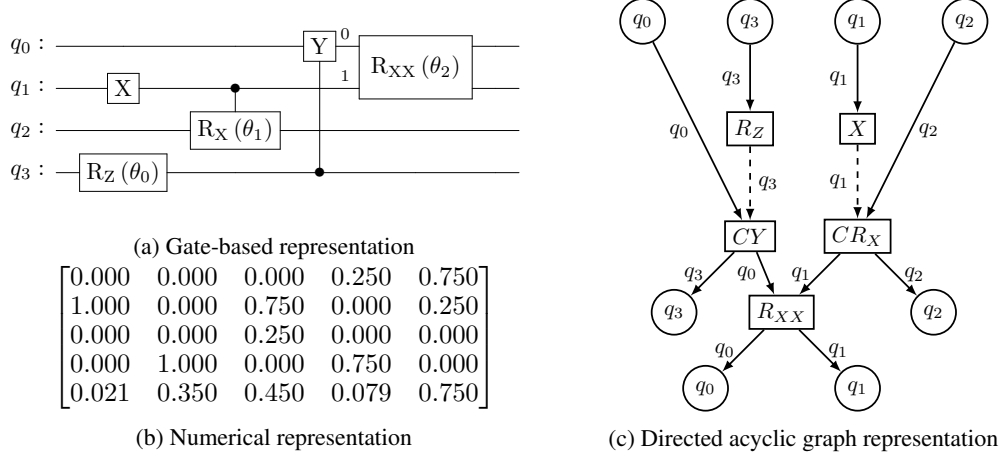 q0 :
q1 :
q2 :
q3 :
X
RZ (θ0)
RX (θ1)
Y
0
1
RXX (θ2)
(a) Gate-based representation
0.000 0.000 0.000 0.250 0.750
1.000 0.000 0.750 0.000 0.250
0.000 0.000 0.250 0.000 0.000
0.000 1.000 0.000 0.750 0.000
0.021 0.350 0.450 0.079 0.750
(b) Numerical representation
q0 q3 q1 q2
q3 q1
q0 RZ X q2
q3 q1
CY CRX
q3 q0 q1 q2
q3 RXX q2
q0 q1
q0 q1
(c) Directed acyclic graph representation